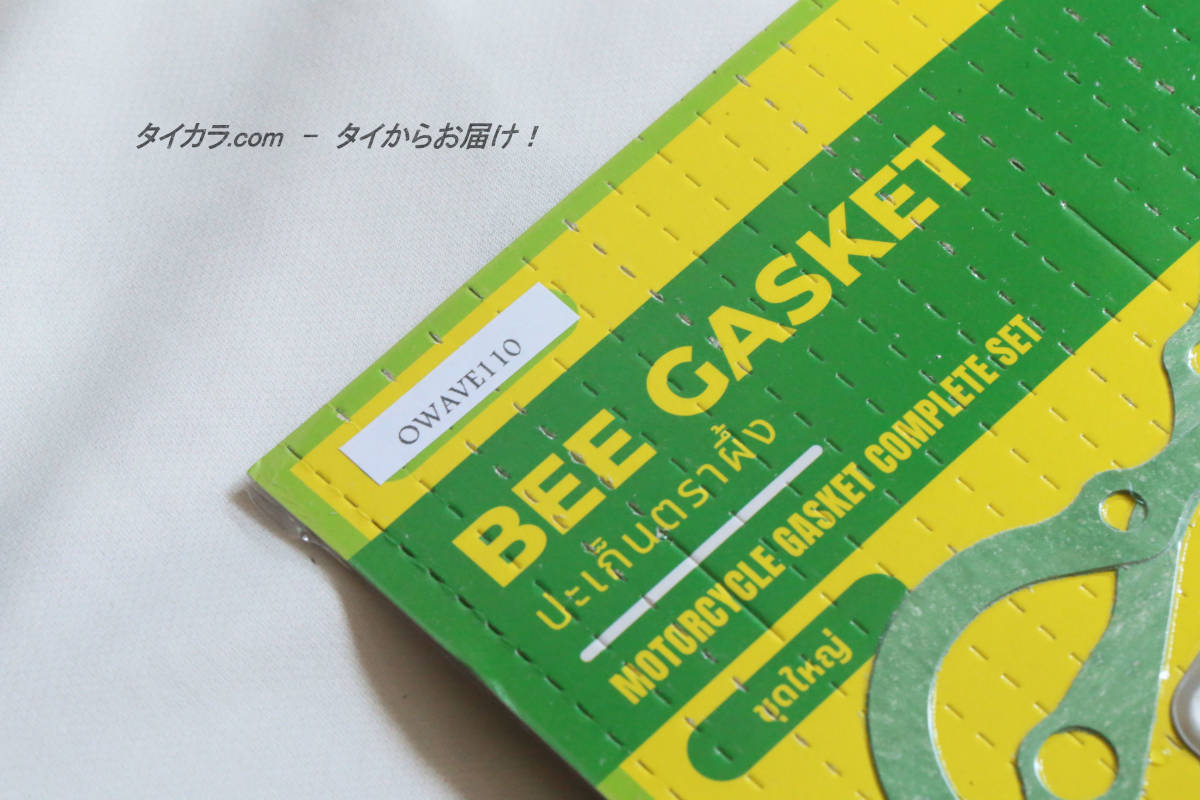 タイカラ.com － タイからお届け！
OWAVE110
BEE GASKET
ปะเก็นตราผึ้ง
MOTORCYCLE GASKET COMPLETE SET
ชุดใหญ่